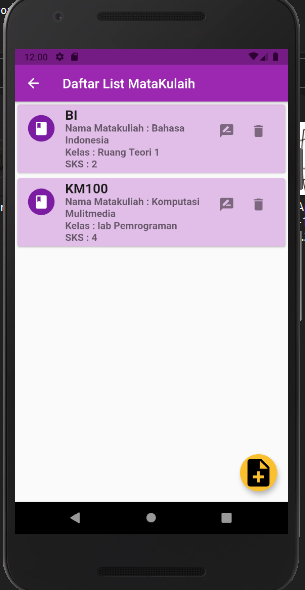 12:00
Daftar List MataKulaih
BI
Nama Matakuliah : Bahasa
Indonesia
Kelas : Ruang Teori 1
SKS : 2
KM100
Nama Matakuliah : Komputasi
Mulitmedia
Kelas : lab Pemrograman
SKS : 4